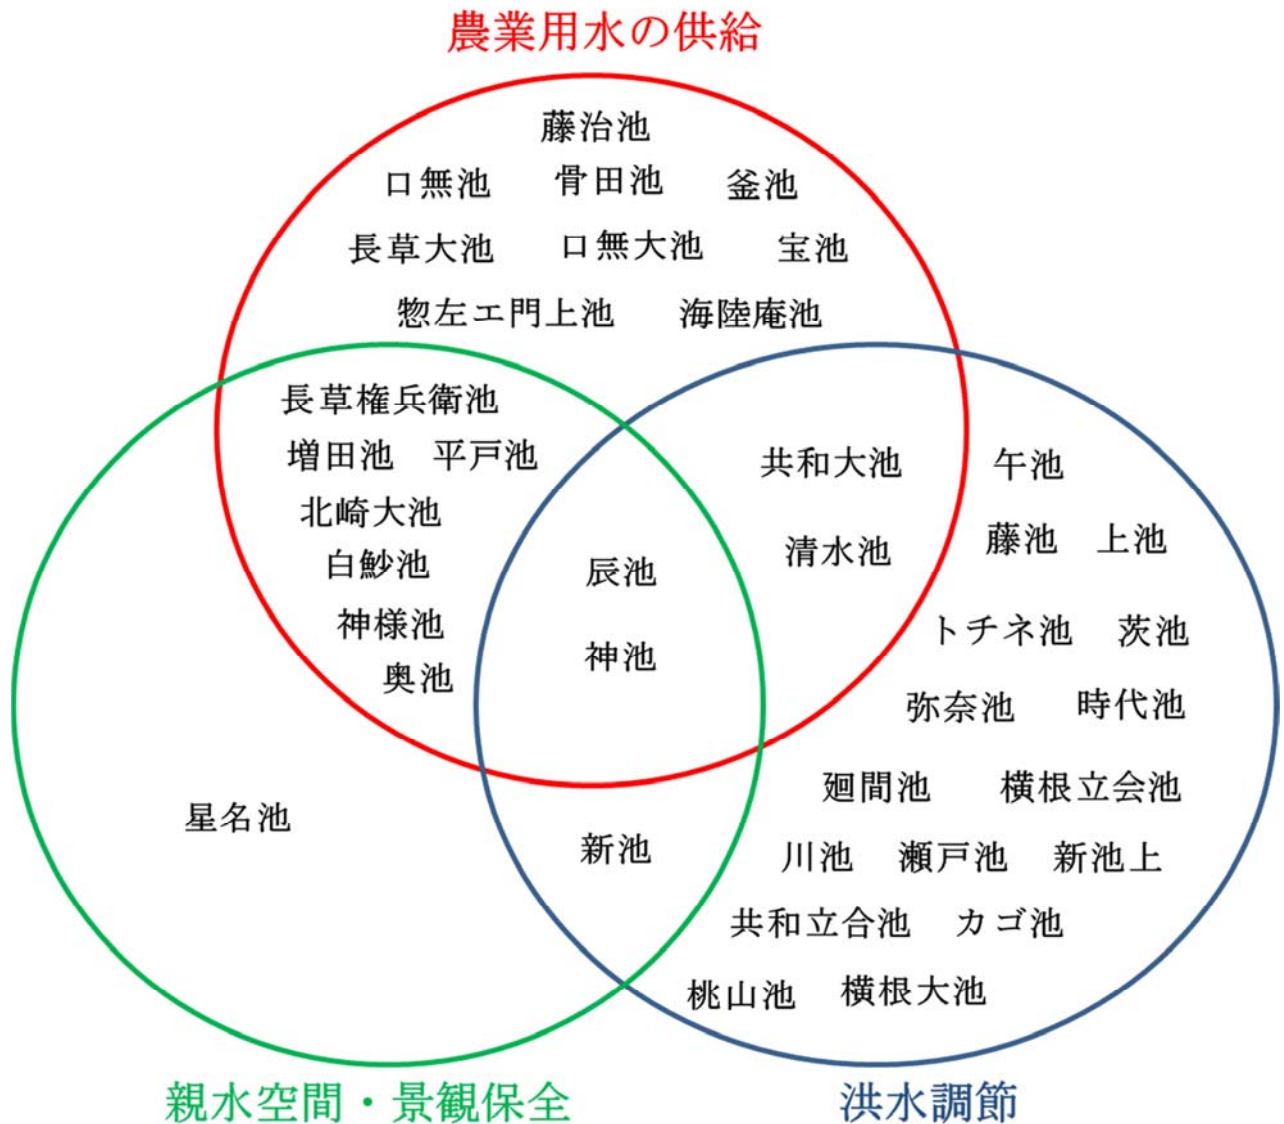 農業用水の供給
藤治池
口無池 骨田池 釜池
長草大池 口無大池 宝池
惣左エ門上池 海陸庵池
長草権兵衛池
増田池 平戸池
北崎大池
白魦池
神様池
奥池
辰池
神池
共和大池
清水池
午池
藤池 上池
トチネ池 茨池
弥奈池 時代池
廻間池 横根立会池
川池 瀬戸池 新池上
共和立合池 カゴ池
桃山池 横根大池
星名池
新池
親水空間・景観保全
洪水調節